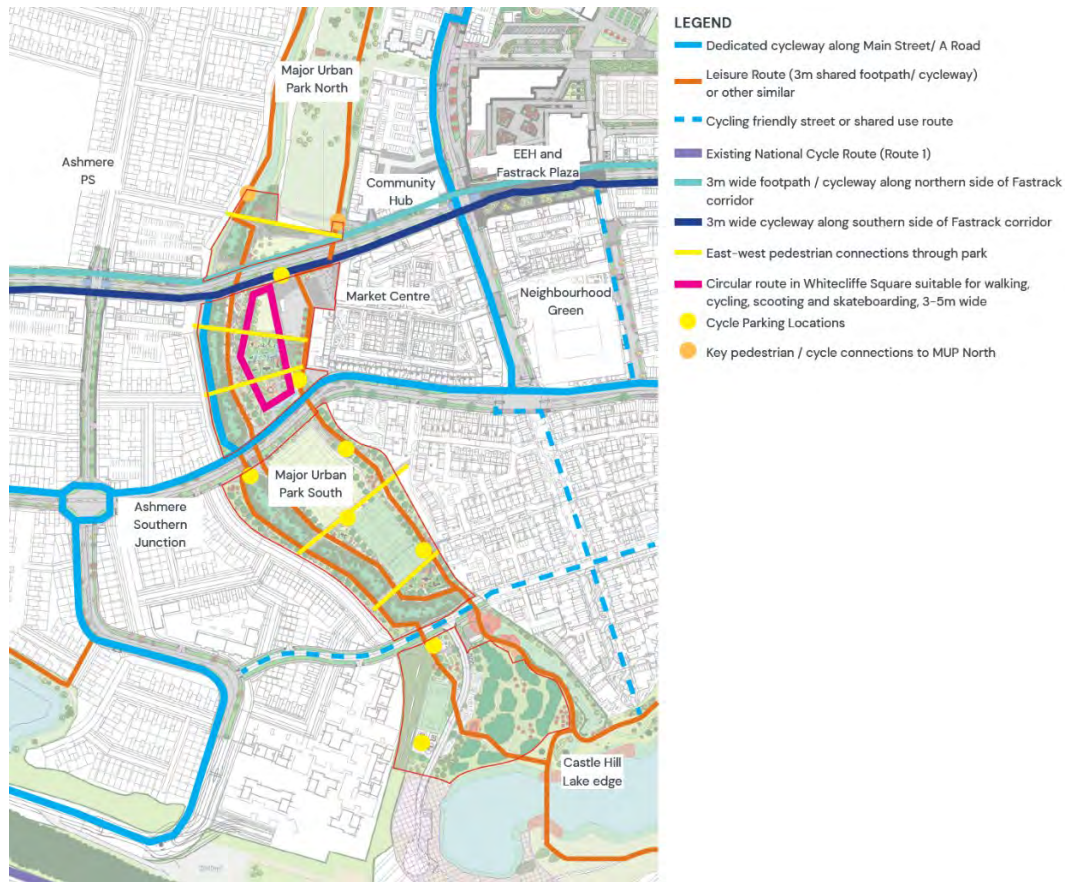 Major Urban
Park North
Ashmere
PS
Community
Hub
EEH and
Fastrack Plaza
Market Centre
Neighbourhood
Green
Major Urban
Park South
Ashmere
Southern
Junction
Castle Hill
Lake edge
LEGEND
Dedicated cycleway along Main Street/ A Road
Leisure Route (3m shared footpath/ cycleway)
or other similar
Cycling friendly street or shared use route
Existing National Cycle Route (Route 1)
3m wide footpath / cycleway along northern side of Fastrack
corridor
3m wide cycleway along southern side of Fastrack corridor
East-west pedestrian connections through park
Circular route in Whitecliffe Square suitable for walking,
cycling, scooting and skateboarding, 3-5m wide
Cycle Parking Locations
Key pedestrian / cycle connections to MUP North